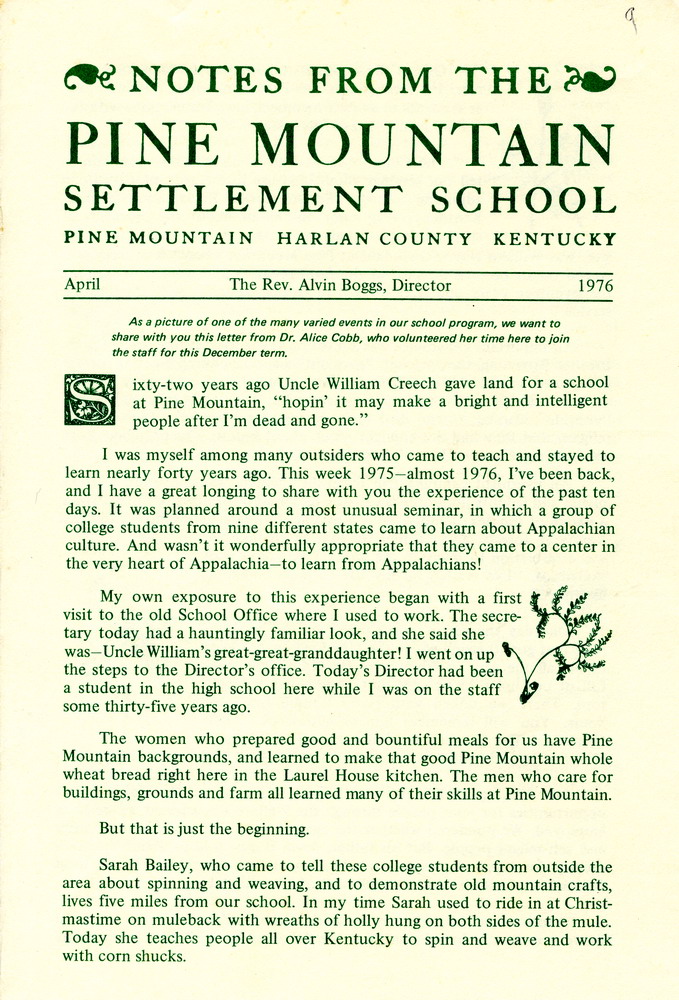 NOTES FROM THE
PINE MOUNTAIN
SETTLEMENT SCHOOL
PINE MOUNTAIN HARLAN COUNTY KENTUCKY
April The Rev. Alvin Boggs, Director 1976
As a picture of one of the many varied events in our school program, we want to
share with you this letter from Dr. Alice Cobb, who volunteered her time here to join
the staff for this December term.
Sixty-two years ago Uncle William Creech gave land for a school
at Pine Mountain, “hopin’ it may make a bright and intelligent
people after I’m dead and gone.”
I was myself among many outsiders who came to teach and stayed to
learn nearly forty years ago. This week 1975—almost 1976, I’ve been back,
and I have a great longing to share with you the experience of the past ten
days. It was planned around a most unusual seminar, in which a group of
college students from nine different states came to learn about Appalachian
culture. And wasn’t it wonderfully appropriate that they came to a center in
the very heart of Appalachia—to learn from Appalachians!
My own exposure to this experience began with a first
visit to the old School Office where I used to work. The secre-
tary today had a hauntingly familiar look, and she said she
was—Uncle William’s great-great-granddaughter! I went on up
the steps to the Director’s office. Today’s Director had been
a student in the high school here while I was on the staff
some thirty-five years ago.
The women who prepared good and bountiful meals for us have Pine
Mountain backgrounds, and learned to make that good Pine Mountain whole
wheat bread right here in the Laurel House kitchen. The men who care for
buildings, grounds and farm all learned many of their skills at Pine Mountain.
But that is just the beginning.
Sarah Bailey, who came to tell these college students from outside the
area about spinning and weaving, and to demonstrate old mountain crafts,
lives five miles from our school. In my time Sarah used to ride in at Christ-
mastime on muleback with wreaths of holly hung on both sides of the mule.
Today she teaches people all over Kentucky to spin and weave and work
with corn shucks.